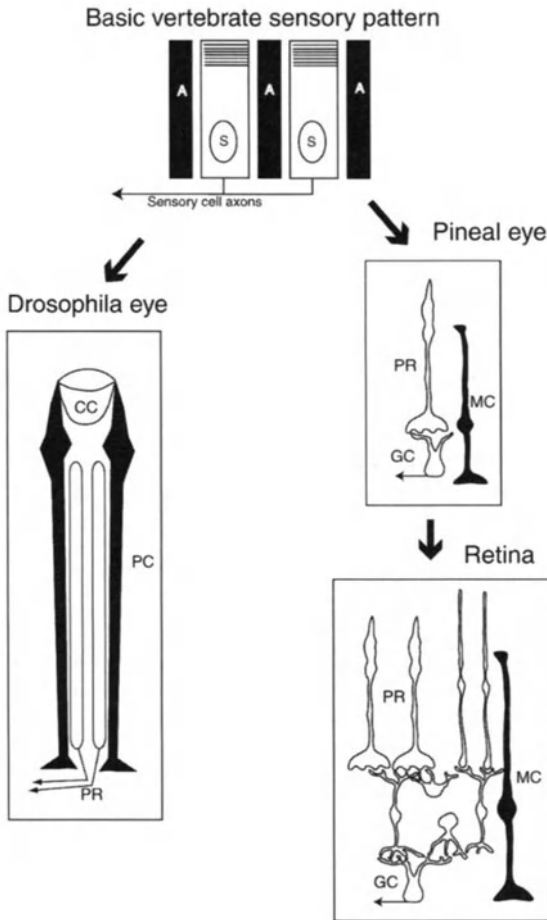 Basic vertebrate sensory pattern
A
A
A
S
S
Sensory cell axons
Pineal eye
Drosophila eye
PR
MC
CC
GC
PC
Retina
PR
MC
PR
GC